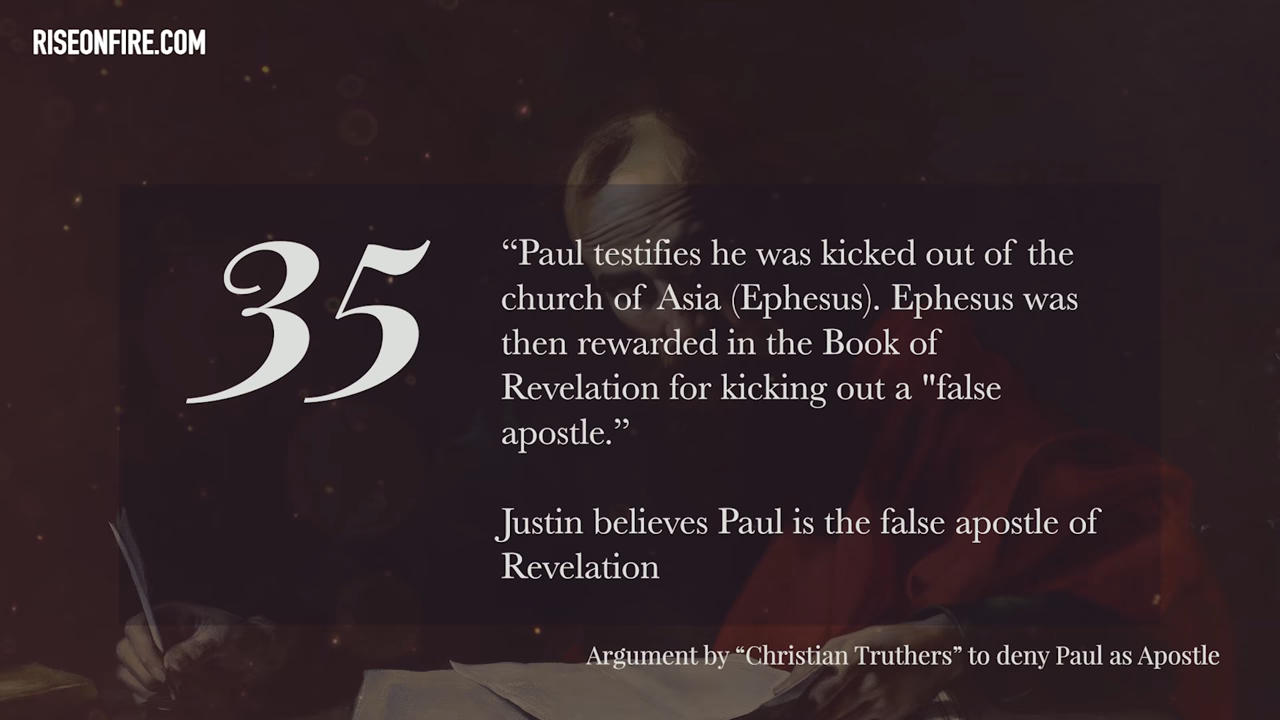 RISEONFIRE.COM
35
“Paul testifies he was kicked out of the
church of Asia (Ephesus). Ephesus was
then rewarded in the Book of
Revelation for kicking out a "false
apostle.”
Justin believes Paul is the false apostle of
Revelation
Argument by “Christian Truthers” to deny Paul as Apostle